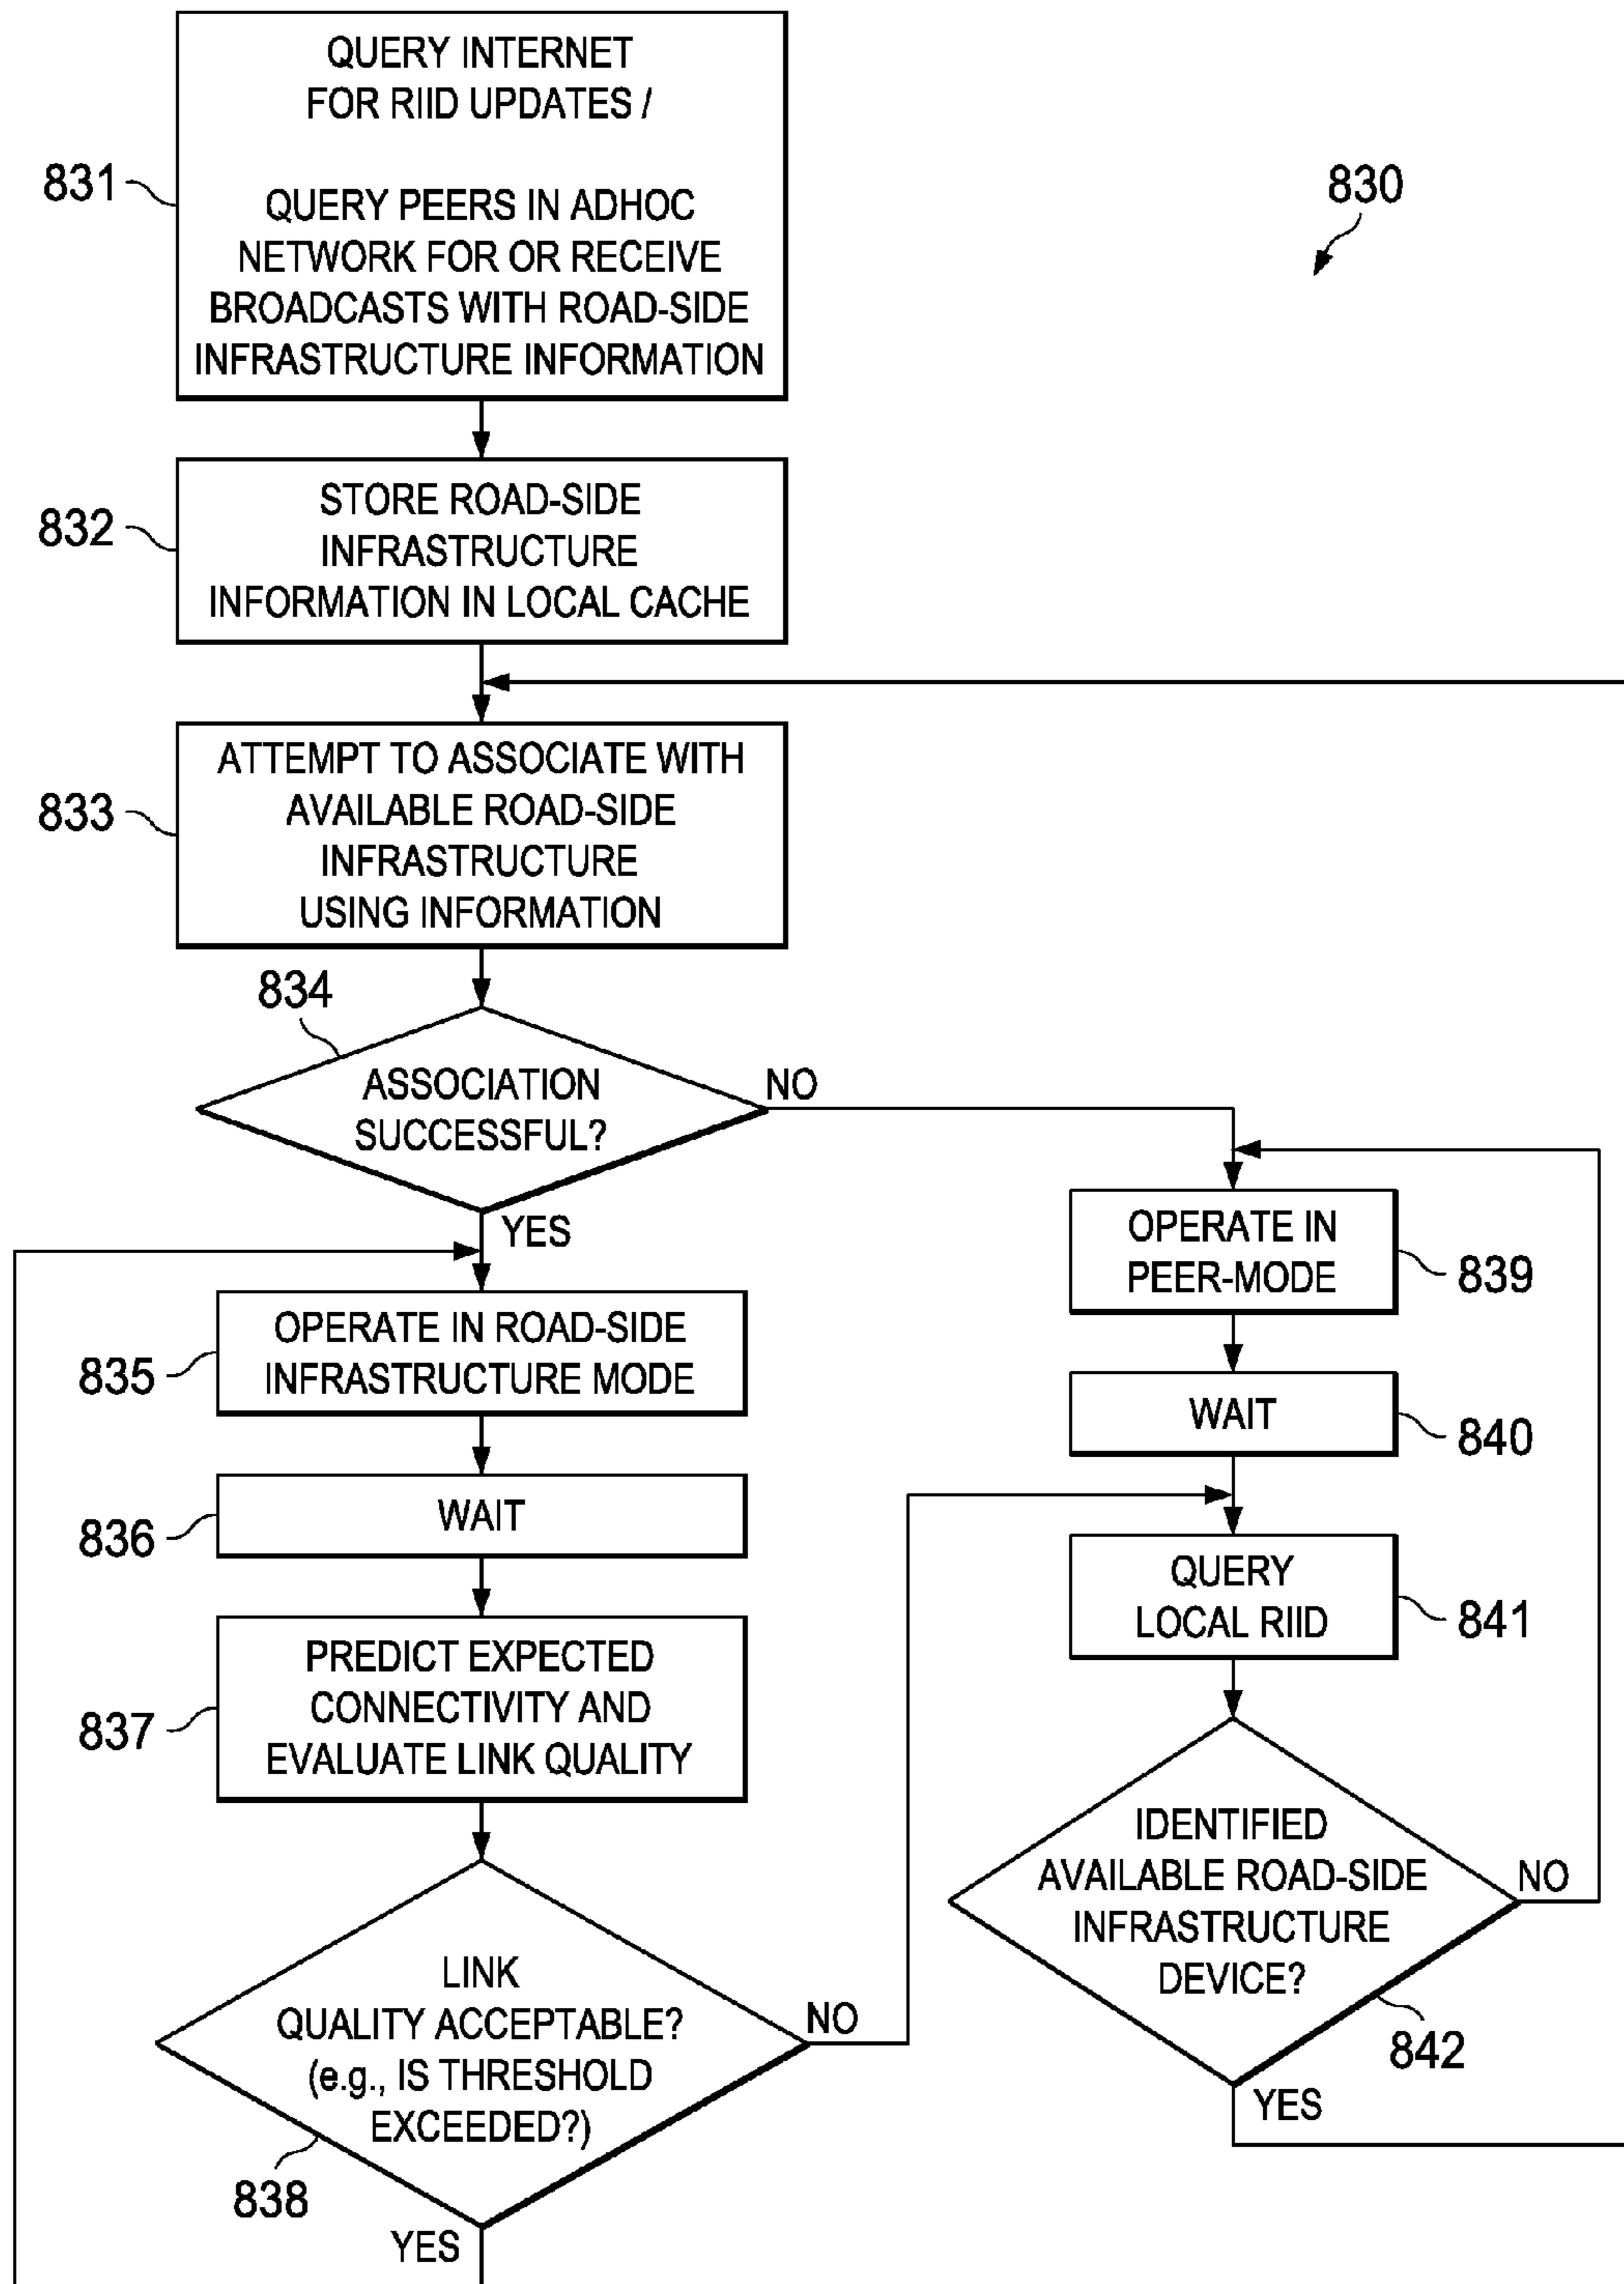 QUERY INTERNET
FOR RIID UPDATES /
QUERY PEERS IN ADHOC
NETWORK FOR OR RECEIVE
BROADCASTS WITH ROAD-SIDE
INFRASTRUCTURE INFORMATION
831
830
STORE ROAD-SIDE
INFRASTRUCTURE
INFORMATION IN LOCAL CACHE
832
ATTEMPT TO ASSOCIATE WITH
AVAILABLE ROAD-SIDE
INFRASTRUCTURE
USING INFORMATION
833
834
ASSOCIATION
SUCCESSFUL?
NO
YES
OPERATE IN ROAD-SIDE
INFRASTRUCTURE MODE
835
WAIT
836
PREDICT EXPECTED
CONNECTIVITY AND
EVALUATE LINK QUALITY
837
LINK
QUALITY ACCEPTABLE?
(e.g., IS THRESHOLD
EXCEEDED?)
838
NO
YES
OPERATE IN
PEER-MODE
839
WAIT
840
QUERY
LOCAL RIID
841
IDENTIFIED
AVAILABLE ROAD-SIDE
INFRASTRUCTURE
DEVICE?
NO
842
YES